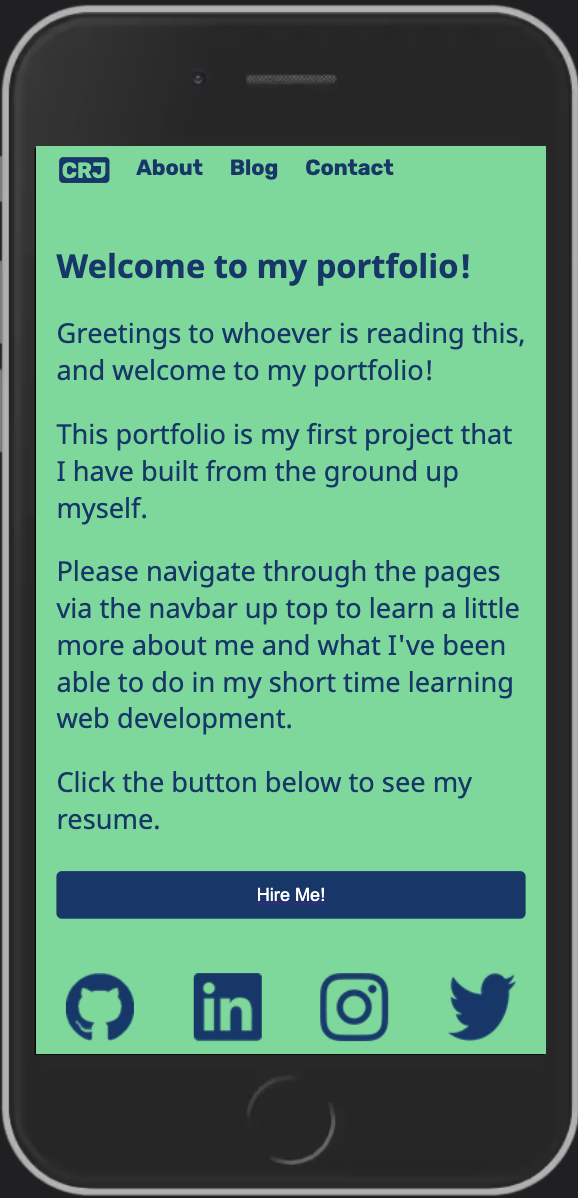 CRJ About Blog Contact
Welcome to my portfolio!
Greetings to whoever is reading this,
and welcome to my portfolio!
This portfolio is my first project that
I have built from the ground up
myself.
Please navigate through the pages
via the navbar up top to learn a little
more about me and what I've been
able to do in my short time learning
web development.
Click the button below to see my
resume.
Hire Me!
in